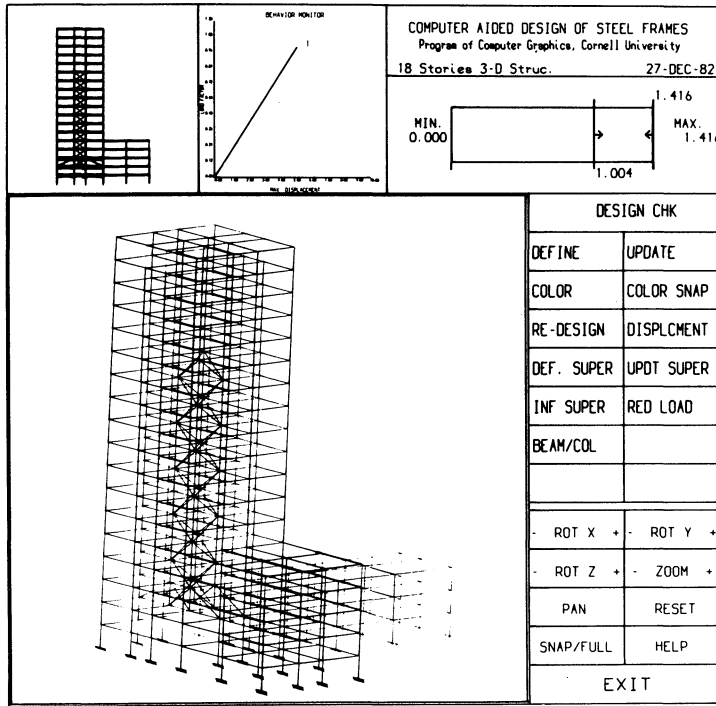 BEHAVIOR MONITOR
1
MAX DISPLACEMENT
COMPUTER AIDED DESIGN OF STEEL FRAMES
Program of Computer Graphics, Cornell University
18 Stories 3-D Struc. 27-DEC-82
1.416
MIN. MAX.
0.000 1.416
1.004
DESIGN CHK
DEFINE UPDATE
COLOR COLOR SNAP
RE-DESIGN DISPLCMENT
DEF. SUPER UPDT SUPER
INF SUPER RED LOAD
BEAM/COL
- ROT X + - ROT Y +
- ROT Z + - ZOOM +
PAN RESET
SNAP/FULL HELP
EXIT